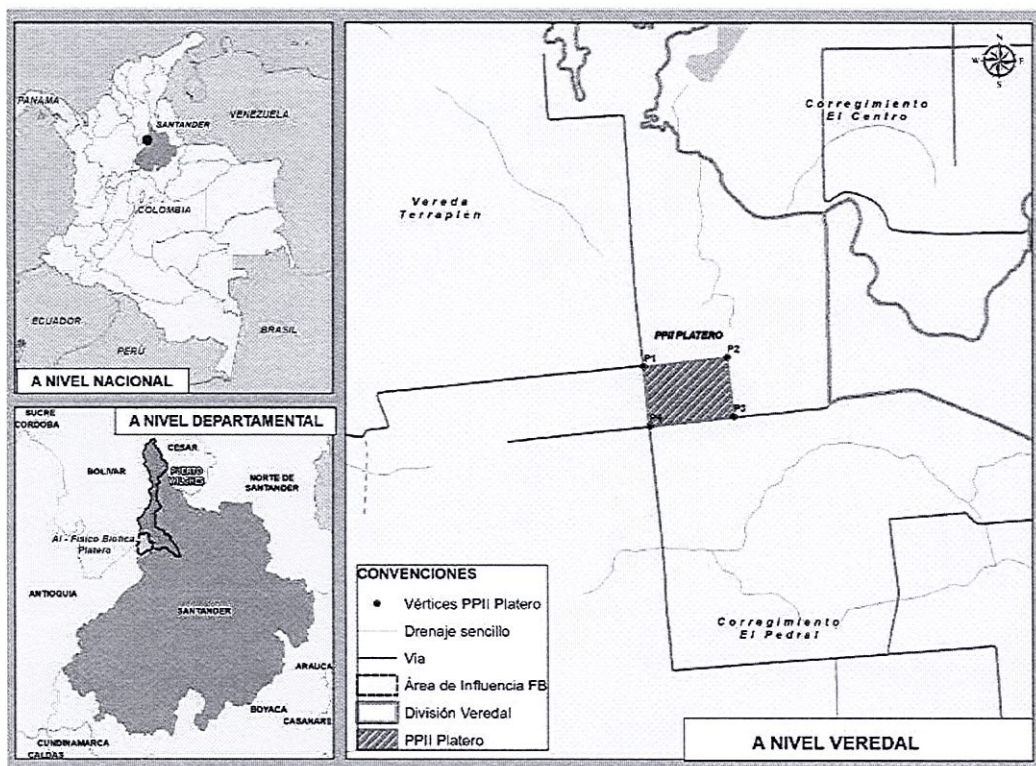 PANAMA
SANTANDER
VENEZUELA
COLOMBIA
ECUADOR
PERÚ
BRASIL
A NIVEL NACIONAL
A NIVEL DEPARTAMENTAL
SUCRE
CORDOBA
CESAR
BOLIVAR
PUERTO
WILCHES
NORTE DE
SANTANDER
AI - Físico Biotica
Platero
ANTIOQUIA
SANTANDER
ARAUCA
BOYACA
CASANARE
CUNDINAMARCA
CALDAS
N
W
E
S
Corregimiento
El Centro
Vereda
Terraplén
PPII PLATERO
P1
P2
P3
P4
Corregimiento
El Pedral
CONVENCIONES
Vértices PPII Platero
Drenaje sencillo
Via
Área de Influencia FB
División Veredal
PPII Platero
A NIVEL VEREDAL